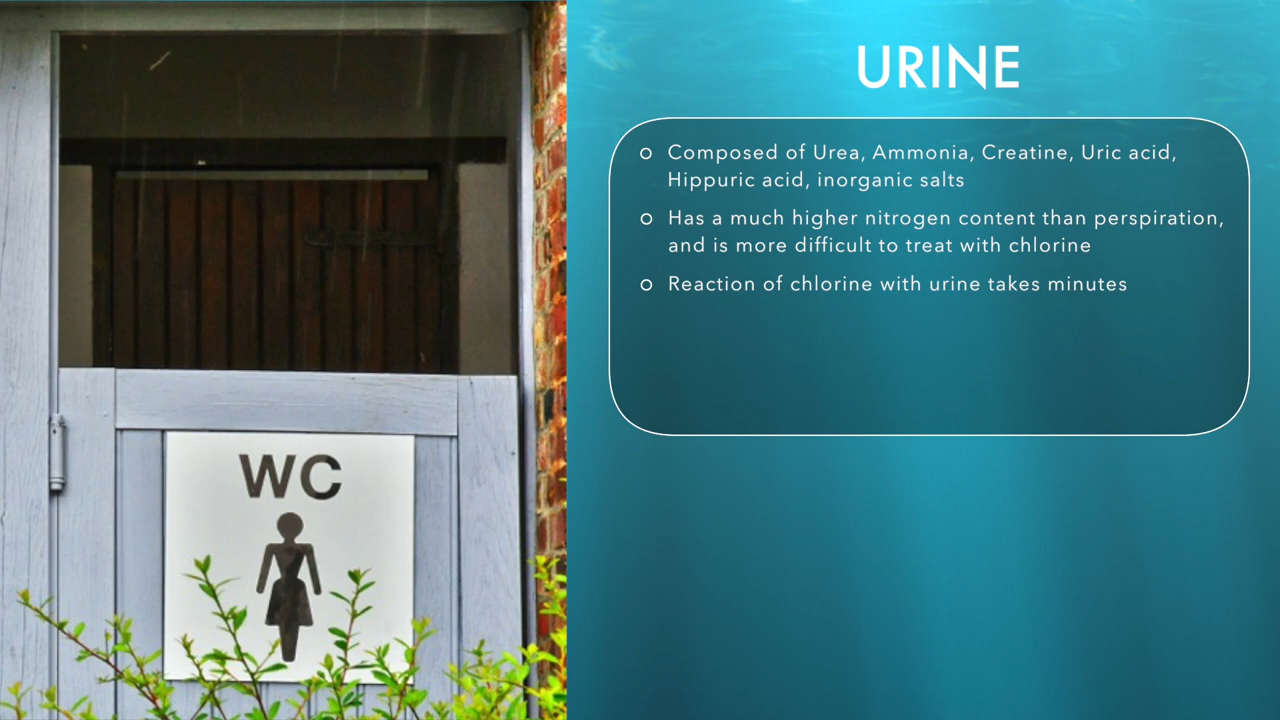 WC
URINE
Composed of Urea, Ammonia, Creatine, Uric acid,
Hippuric acid, inorganic salts
Has a much higher nitrogen content than perspiration,
and is more difficult to treat with chlorine
Reaction of chlorine with urine takes minutes